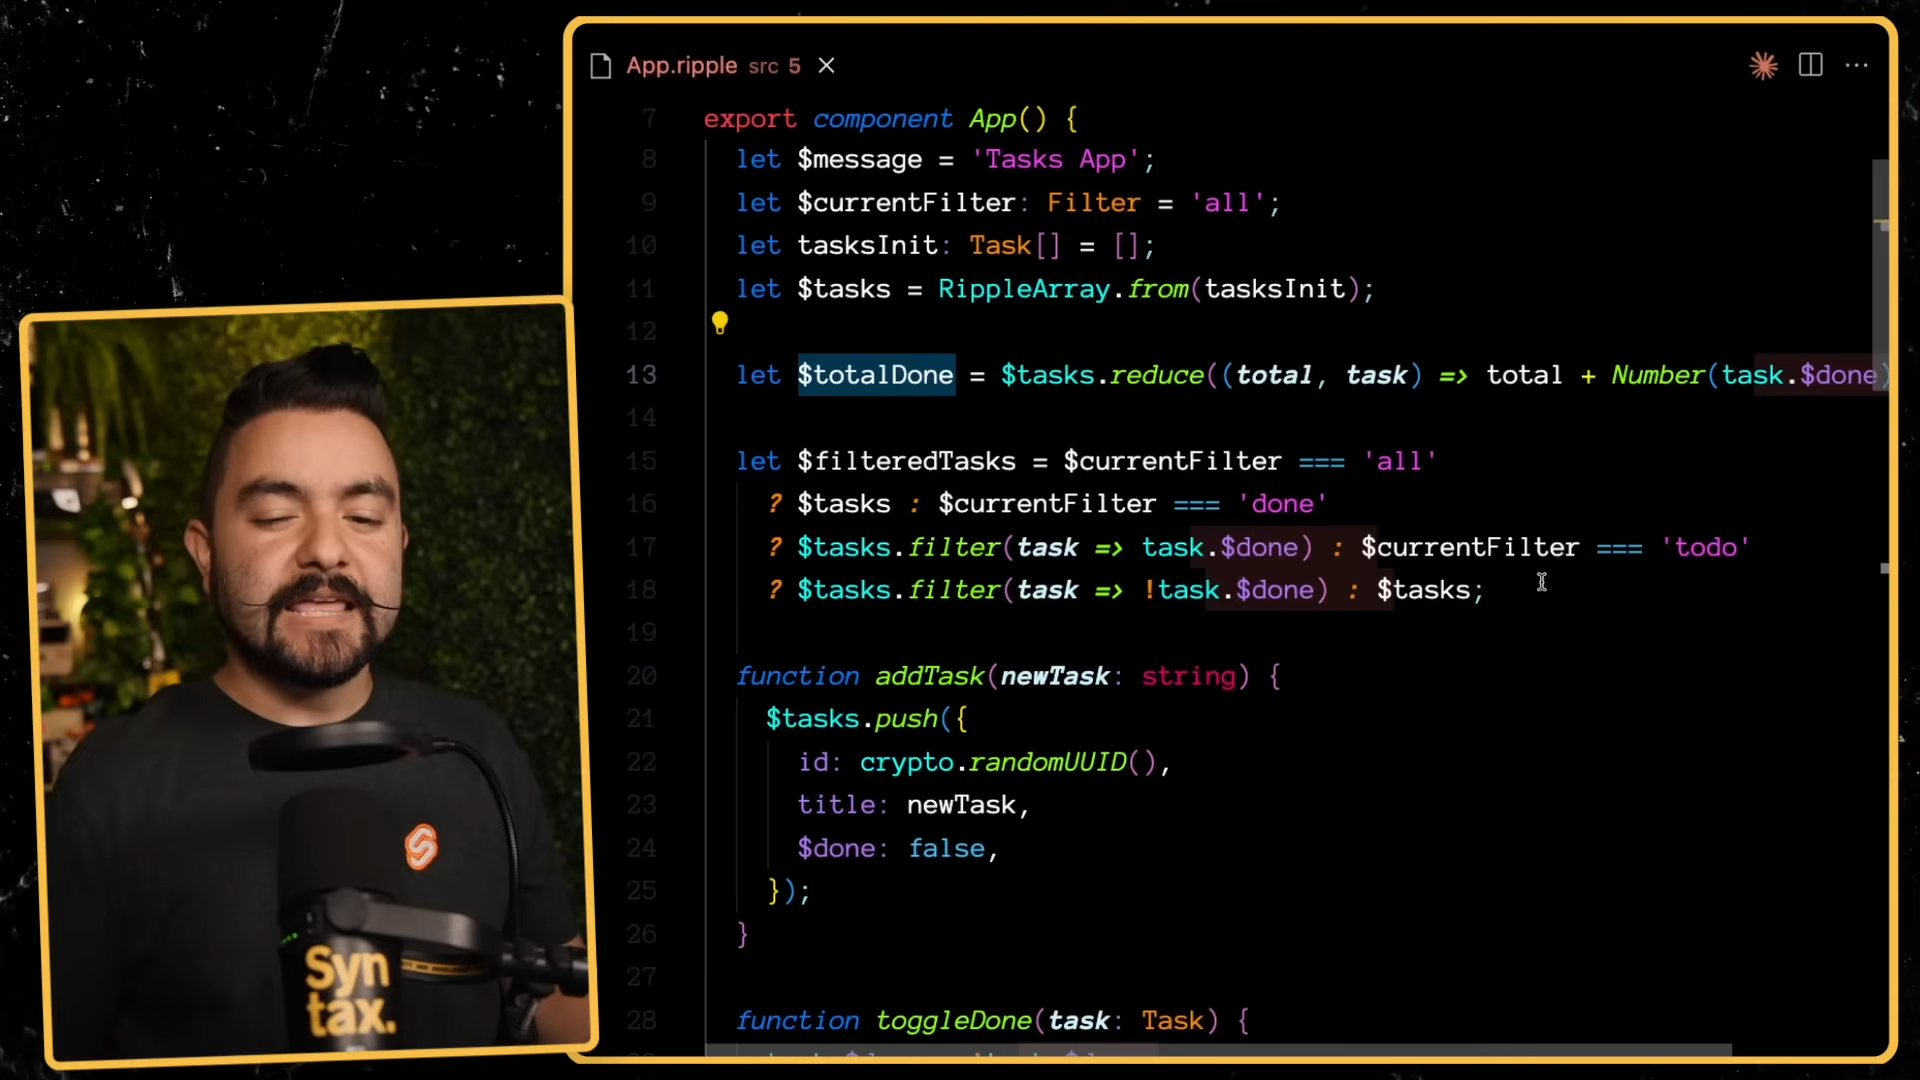 App.ripple src 5
7 export component App() {
8 let $message = 'Tasks App';
9 let $currentFilter: Filter = 'all';
10 let tasksInit: Task[] = [];
11 let $tasks = RippleArray.from(tasksInit);
12
13 let $totalDone = $tasks.reduce((total, task) => total + Number(task.$done)
14
15 let $filteredTasks = $currentFilter === 'all'
16 ? $tasks : $currentFilter === 'done'
17 ? $tasks.filter(task => task.$done) : $currentFilter === 'todo'
18 ? $tasks.filter(task => !task.$done) : $tasks;
19
20 function addTask(newTask: string) {
21 $tasks.push({
22 id: crypto.randomUUID(),
23 title: newTask,
24 $done: false,
25 });
26 }
27
28 function toggleDone(task: Task) {
Syn
tax.